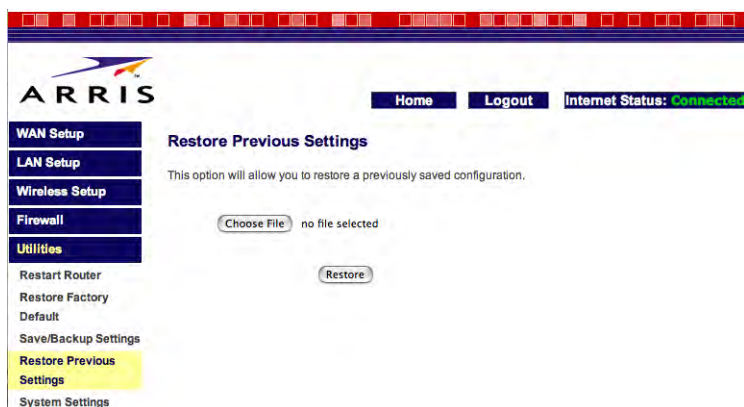 ARRIS
Home Logout Internet Status: Connected
WAN Setup
LAN Setup
Wireless Setup
Firewall
Utilities
Restart Router
Restore Factory
Default
Save/Backup Settings
Restore Previous
Settings
System Settings
Restore Previous Settings
This option will allow you to restore a previously saved configuration.
Choose File no file selected
Restore